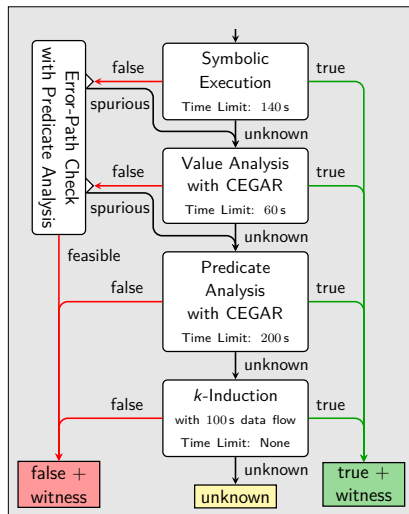 Symbolic
Execution
Time Limit: 140 s
false
true
spurious
unknown
Error-Path Check
with Predicate Analysis
Value Analysis
with CEGAR
Time Limit: 60 s
false
true
spurious
unknown
feasible
Predicate
Analysis
with CEGAR
Time Limit: 200 s
false
true
unknown
k-Induction
with 100 s data flow
Time Limit: None
false
true
unknown
false +
witness
unknown
true +
witness